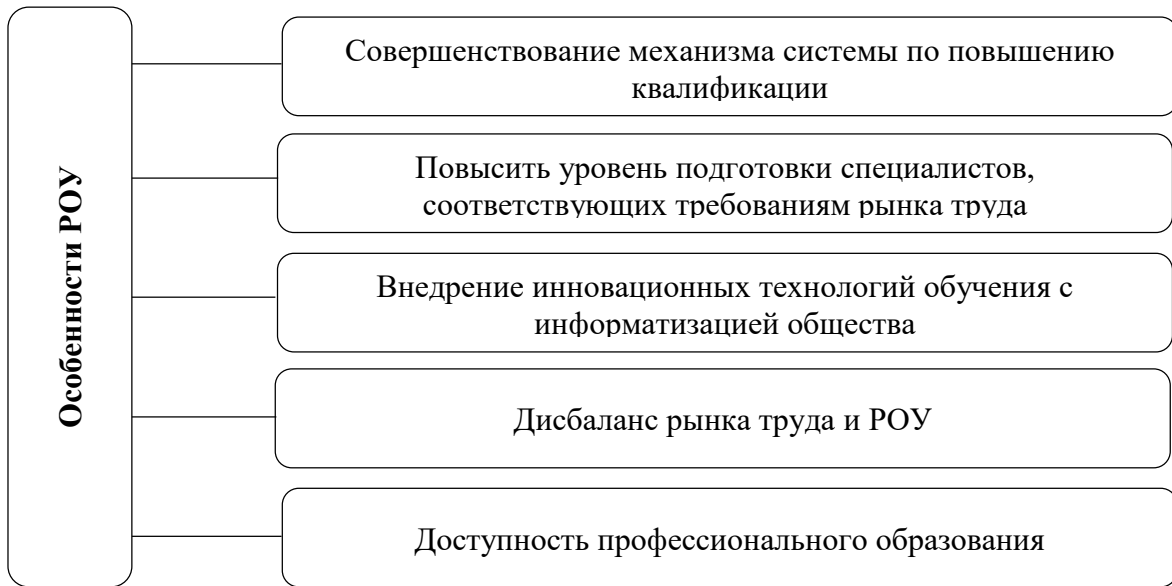 Особенности РОУ
Совершенствование механизма системы по повышению
квалификации
Повысить уровень подготовки специалистов,
соответствующих требованиям рынка труда
Внедрение инновационных технологий обучения с
информатизацией общества
Дисбаланс рынка труда и РОУ
Доступность профессионального образования